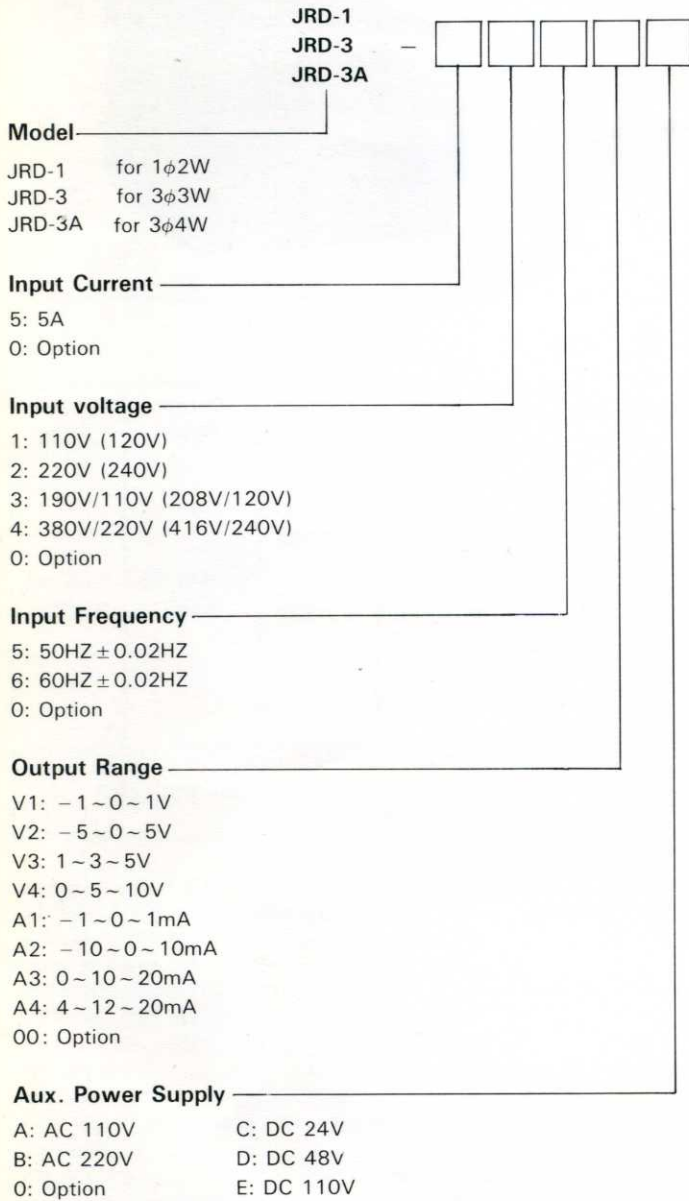 JRD-1
JRD-3 –
JRD-3A
Model
JRD-1 for 1ϕ2W
JRD-3 for 3ϕ3W
JRD-3A for 3ϕ4W
Input Current
5: 5A
0: Option
Input voltage
1: 110V (120V)
2: 220V (240V)
3: 190V/110V (208V/120V)
4: 380V/220V (416V/240V)
0: Option
Input Frequency
5: 50HZ ± 0.02HZ
6: 60HZ ± 0.02HZ
0: Option
Output Range
V1: −1~0~1V
V2: −5~0~5V
V3: 1~3~5V
V4: 0~5~10V
A1: −1~0~1mA
A2: −10~0~10mA
A3: 0~10~20mA
A4: 4~12~20mA
00: Option
Aux. Power Supply
A: AC 110V C: DC 24V
B: AC 220V D: DC 48V
0: Option E: DC 110V